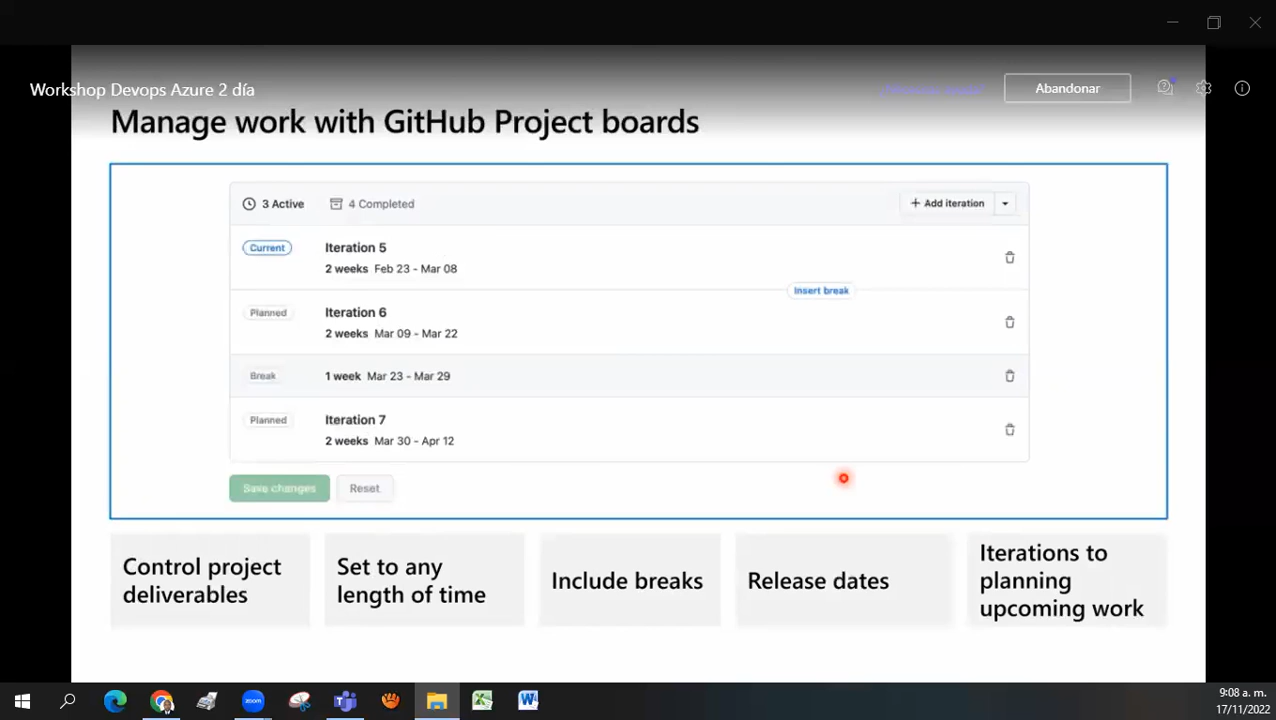 Workshop Devops Azure 2 día
Abandonar
Manage work with GitHub Project boards
3 Active
4 Completed
+ Add iteration
Current
Iteration 5
2 weeks Feb 23 - Mar 08
Insert break
Planned
Iteration 6
2 weeks Mar 09 - Mar 22
Break
1 week Mar 23 - Mar 29
Planned
Iteration 7
2 weeks Mar 30 - Apr 12
Save changes
Reset
Control project
deliverables
Set to any
length of time
Include breaks
Release dates
Iterations to
planning
upcoming work
zoom
9:08 a. m.
17/11/2022